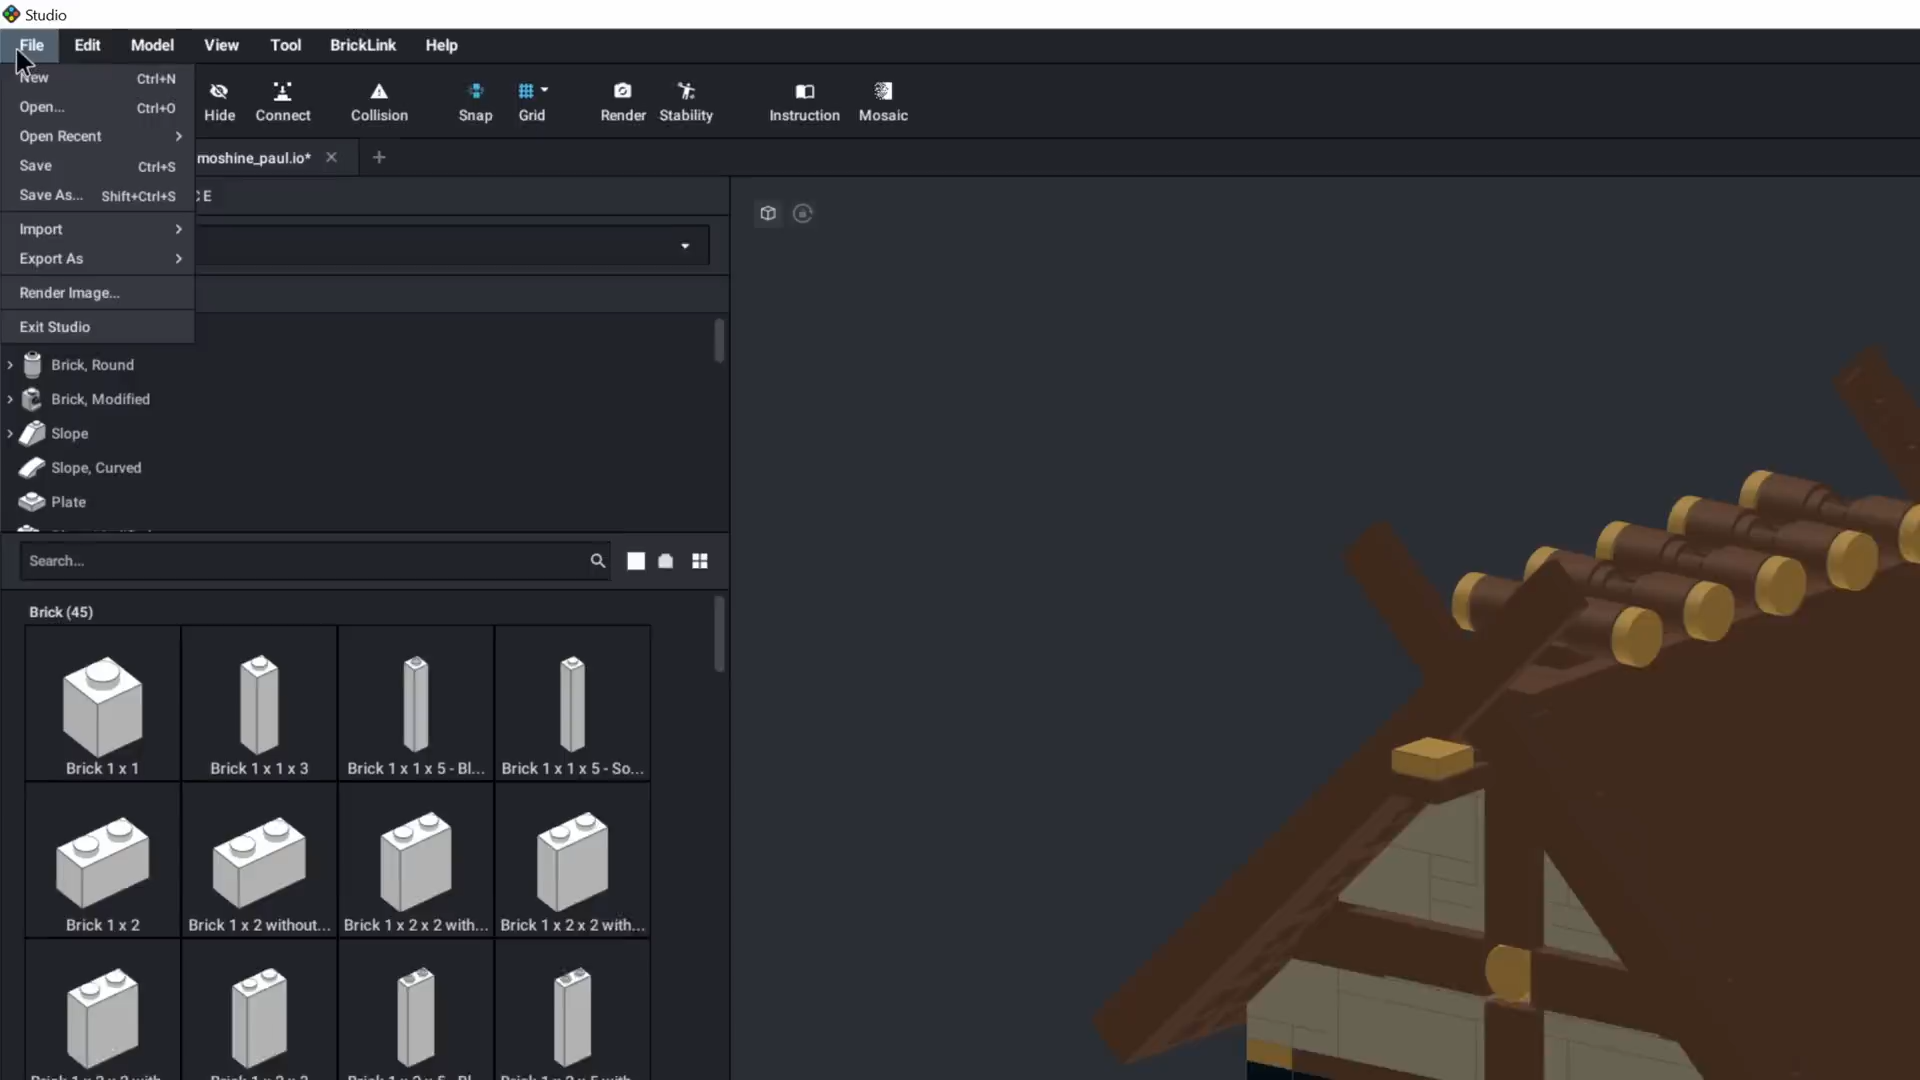 Studio
File Edit Model View Tool BrickLink Help
New Ctrl+N
Open... Ctrl+O
Open Recent
Save Ctrl+S
Save As... Shift+Ctrl+S
Import
Export As
Render Image...
Exit Studio
Hide Connect Collision Snap Grid Render Stability Instruction Mosaic
moshine_paul.io*
CE
Brick, Round
Brick, Modified
Slope
Slope, Curved
Plate
Search...
Brick (45)
Brick 1 x 1 Brick 1 x 1 x 3 Brick 1 x 1 x 5 - Bl... Brick 1 x 1 x 5 - So...
Brick 1 x 2 Brick 1 x 2 without... Brick 1 x 2 x 2 with... Brick 1 x 2 x 2 with...